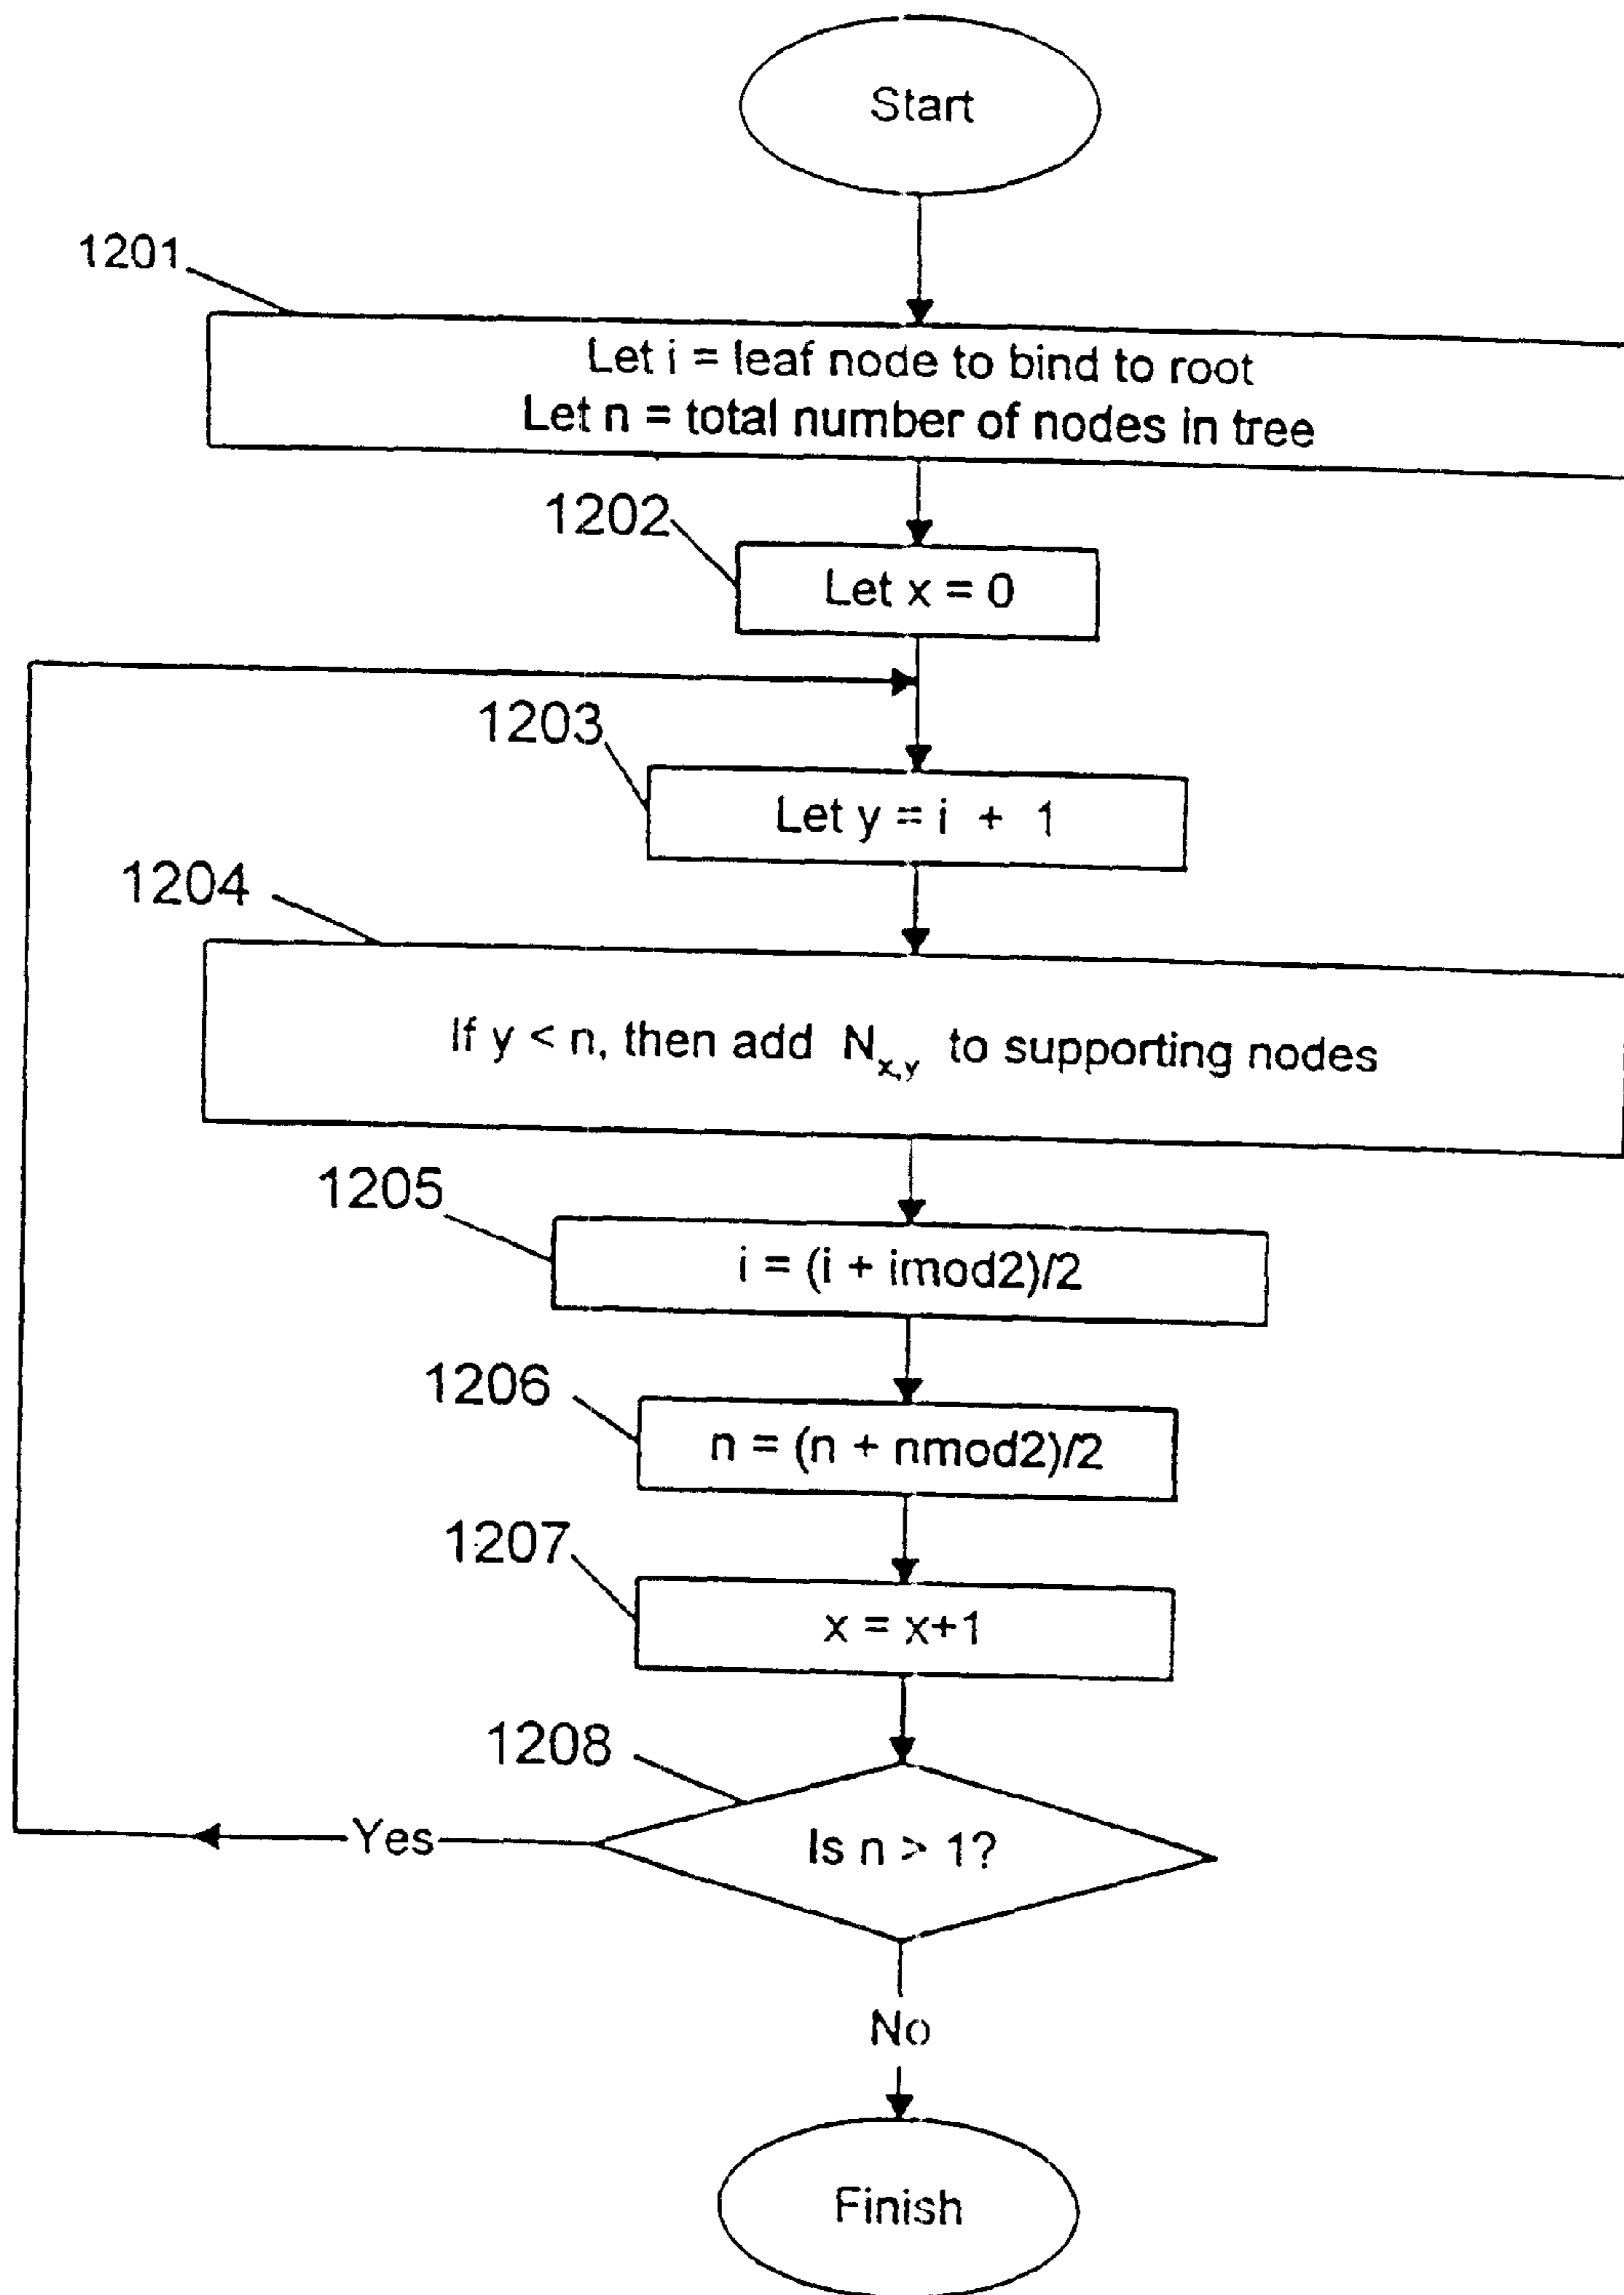 Start
1201
Let i = leaf node to bind to root
Let n = total number of nodes in tree
1202
Let x = 0
1203
Let y = i + 1
1204
If y < n, then add N x,y to supporting nodes
1205
i = (i + imod2)/2
1206
n = (n + nmod2)/2
1207
x = x+1
1208
Is n > 1?
Yes
No
Finish